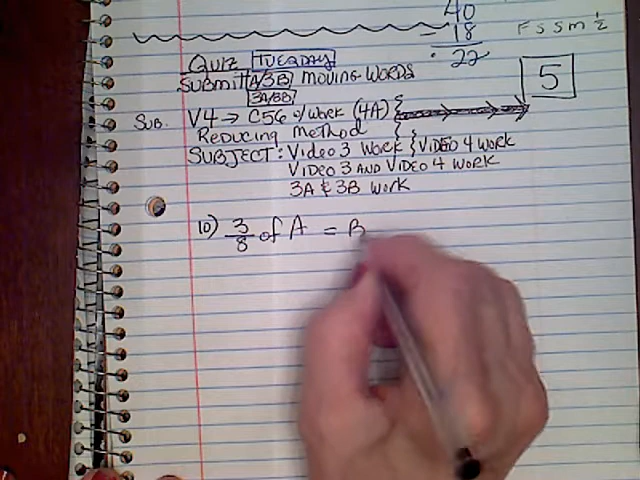 40
- 18
. 22
F S S M 1/2
QUIZ TUESDAY
5
SUBMIT A/3B MOVING WORDS
3A/3B
SUB. V4 → C56 w/work (4A)
REDUCING METHOD
SUBJECT: VIDEO 3 WORK } VIDEO 4 WORK
VIDEO 3 AND VIDEO 4 WORK
3A & 3B WORK
10) 3/8 of A = B